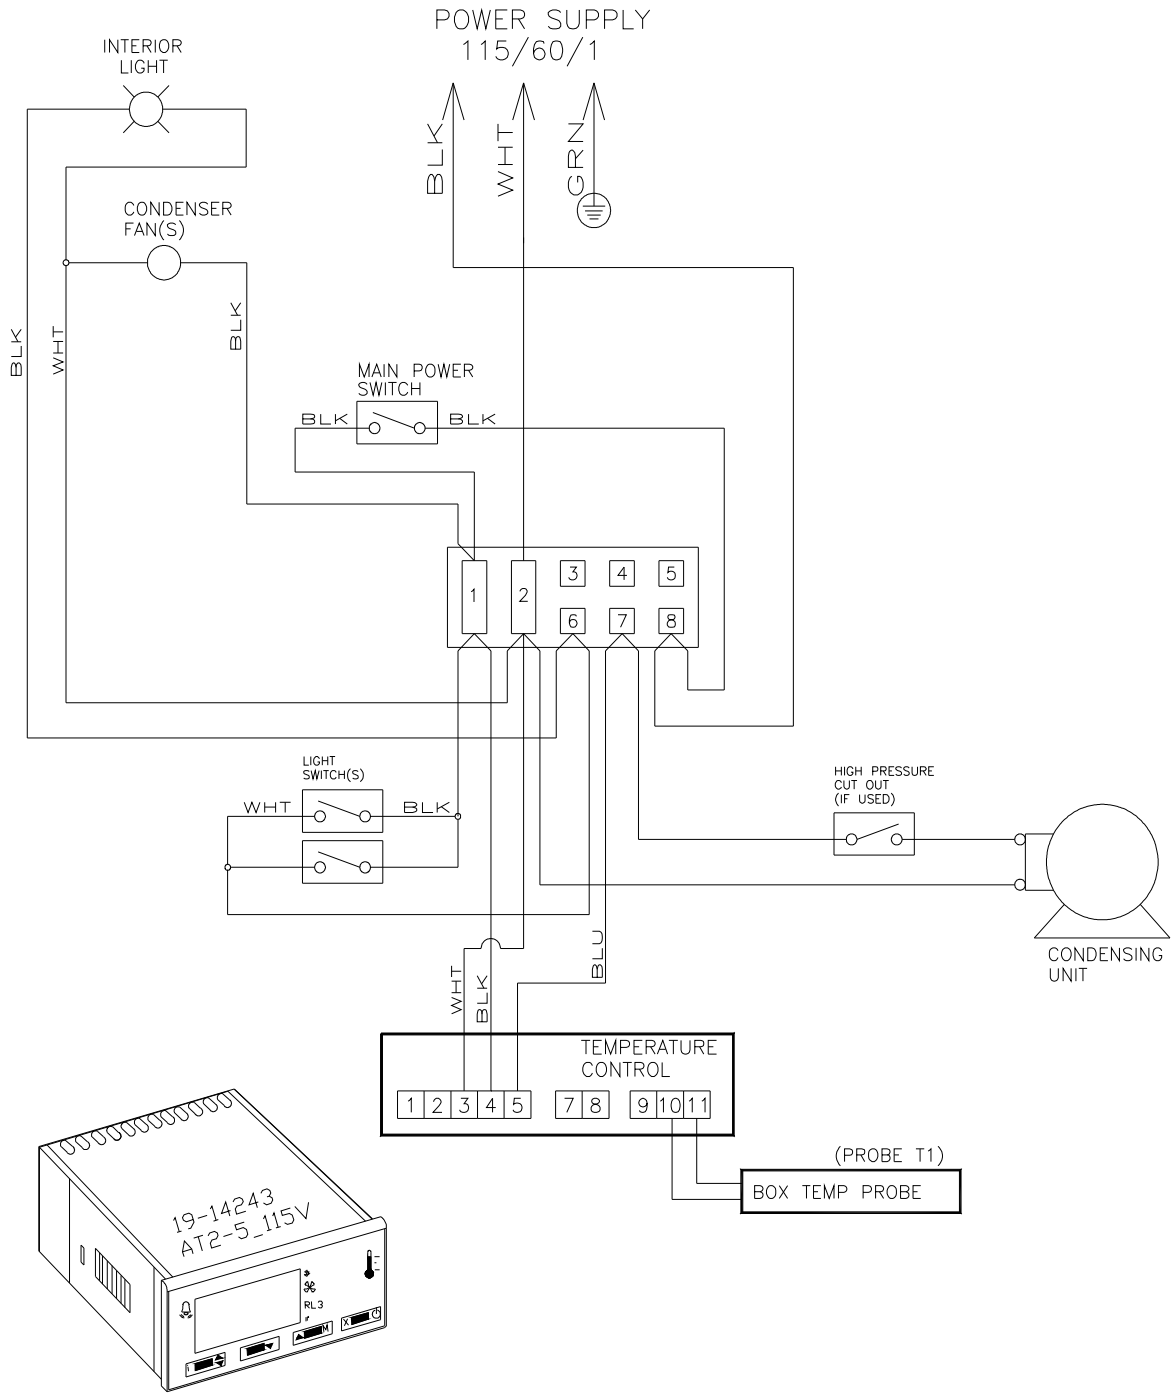 POWER SUPPLY
115/60/1
INTERIOR
LIGHT
BLK
WHT
GRN
CONDENSER
FAN(S)
BLK
WHT
BLK
MAIN POWER
SWITCH
BLK
BLK
1
2
3
4
5
6
7
8
LIGHT
SWITCH(S)
WHT
BLK
HIGH PRESSURE
CUT OUT
(IF USED)
CONDENSING
UNIT
WHT
BLK
BLU
TEMPERATURE
CONTROL
1 2 3 4 5 7 8 9 10 11
(PROBE T1)
BOX TEMP PROBE
19-14243
AT2-5_115V
RL3
M
X